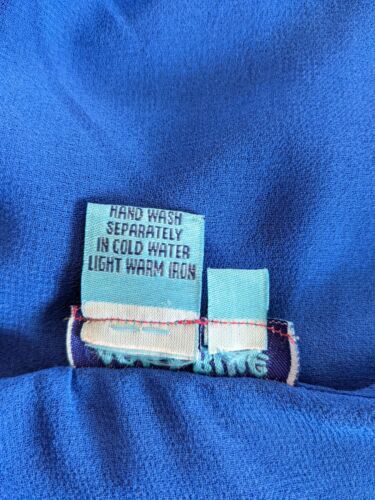 HAND WASH
SEPARATELY
IN COLD WATER
LIGHT WARM IRON